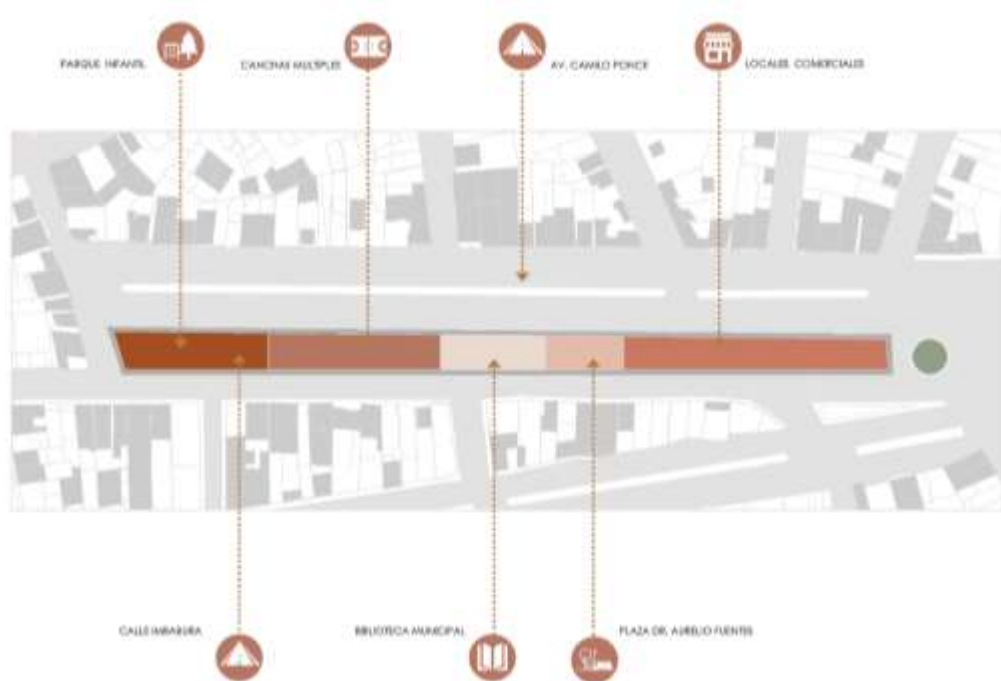 PARQUE INFANTIL
CANCHAS MULTIPLES
AV. CAMILO PONCE
LOCALES COMERCIALES
CALLE IMBABURA
BIBLIOTECA MUNICIPAL
PLAZA DR. AURELIO FUENTES